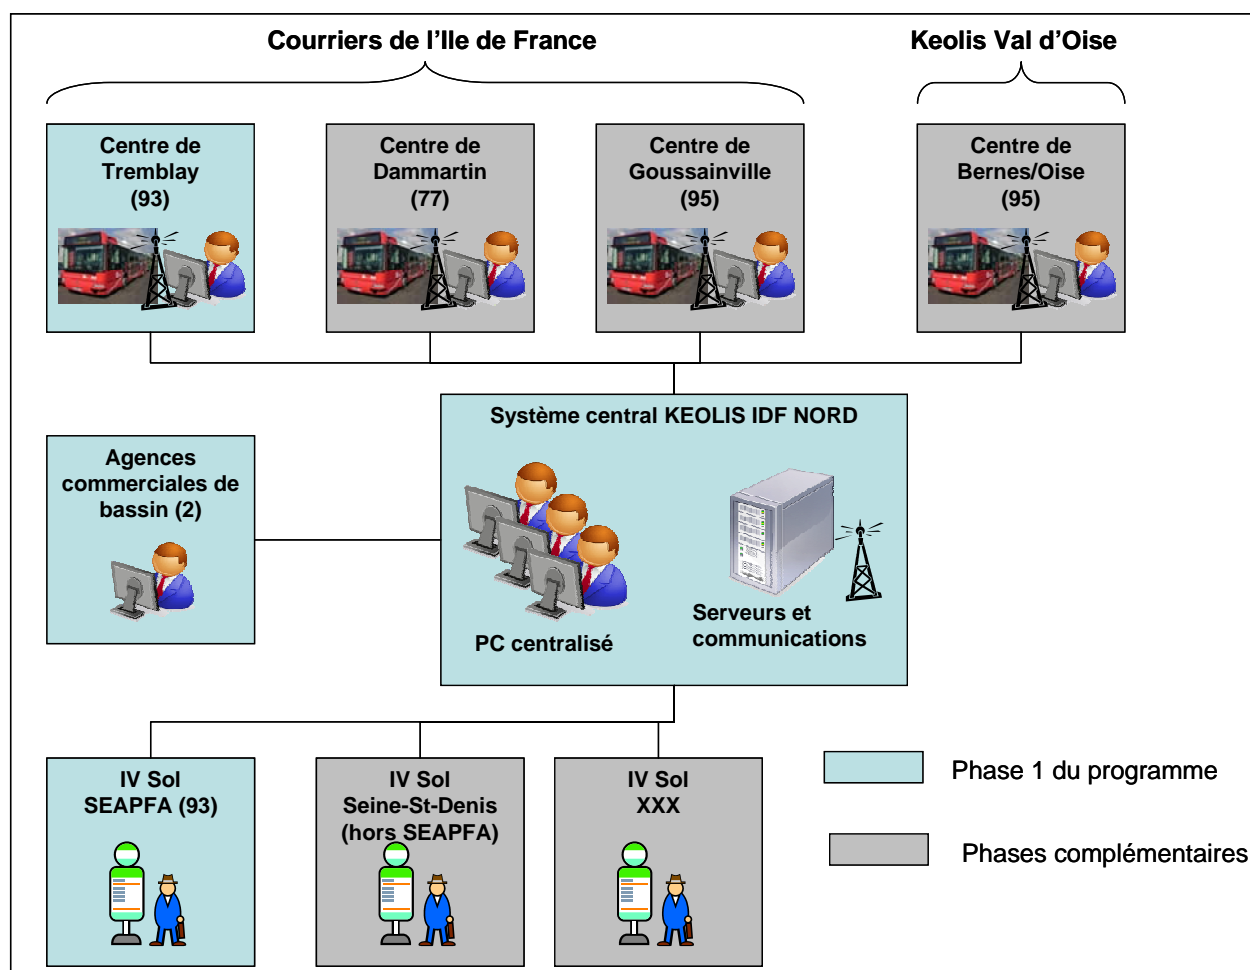 Courriers de l'Ile de France
Keolis Val d'Oise
Centre de
Tremblay
(93)
Centre de
Dammartin
(77)
Centre de
Goussainville
(95)
Centre de
Bernes/Oise
(95)
Système central KEOLIS IDF NORD
Agences
commerciales de
bassin (2)
PC centralisé
Serveurs et
communications
IV Sol
SEAPFA (93)
IV Sol
Seine-St-Denis
(hors SEAPFA)
IV Sol
XXX
Phase 1 du programme
Phases complémentaires